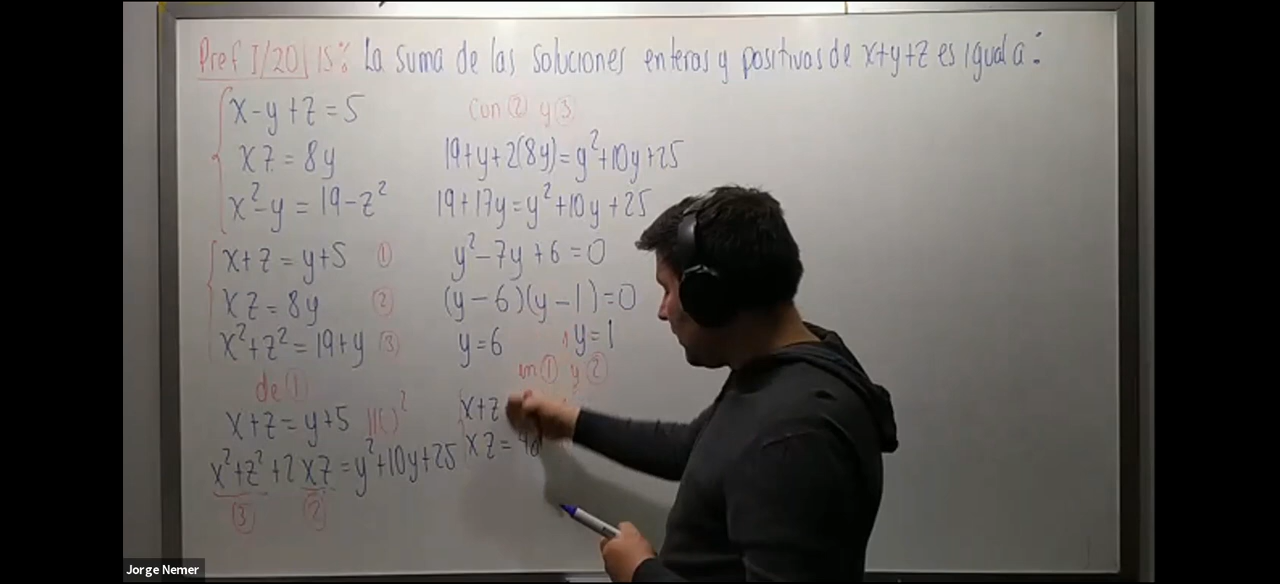 Pref I/20 | 15% La suma de las soluciones enteros y positivos de x+y+z es igual a:
x-y+z=5
xz=8y
x²-y=19-z²
x+z=y+5 ①
xz=8y ②
x²+z²=19+y ③
de ①
x+z=y+5 //()²
x²+z²+2xz=y²+10y+25
③ ②
Con ② y ③
19+y+2(8y)=y²+10y+25
19+17y=y²+10y+25
y²-7y+6=0
(y-6)(y-1)=0
y=6 y=1
en ① y ②
x+z
xz=
Jorge Nemer